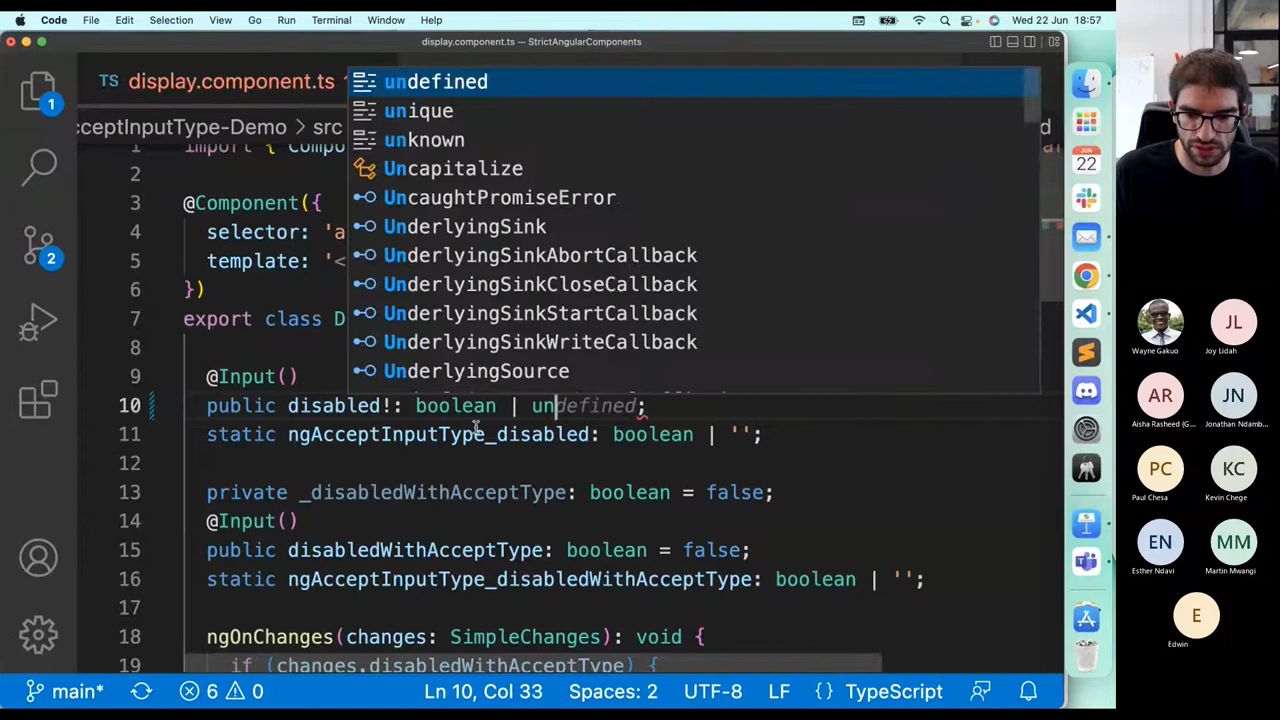 Code File Edit Selection View Go Run Terminal Window Help Wed 22 Jun 18:57
display.component.ts — StrictAngularComponents
TS display.component.ts
cceptInputType-Demo > src
1 import { Compo
2
3 @Component({
4 selector: 'a
5 template: '<
6 })
7 export class D
8
9 @Input()
10 public disabled!: boolean | undefined;
11 static ngAcceptInputType_disabled: boolean | '';
12
13 private _disabledWithAcceptType: boolean = false;
14 @Input()
15 public disabledWithAcceptType: boolean = false;
16 static ngAcceptInputType_disabledWithAcceptType: boolean | '';
17
18 ngOnChanges(changes: SimpleChanges): void {
19 if (changes.disabledWithAcceptType) {
undefined
unique
unknown
Uncapitalize
UncaughtPromiseError
UnderlyingSink
UnderlyingSinkAbortCallback
UnderlyingSinkCloseCallback
UnderlyingSinkStartCallback
UnderlyingSinkWriteCallback
UnderlyingSource
1
2
main* 6 0 Ln 10, Col 33 Spaces: 2 UTF-8 LF {} TypeScript
JUN
22
Wayne Gakuo
JL
Joy Lidah
AR
Aisha Rasheed (G...
JN
Jonathan Ndamb...
PC
Paul Chesa
KC
Kevin Chege
EN
Esther Ndavi
MM
Martin Mwangi
E
Edwin